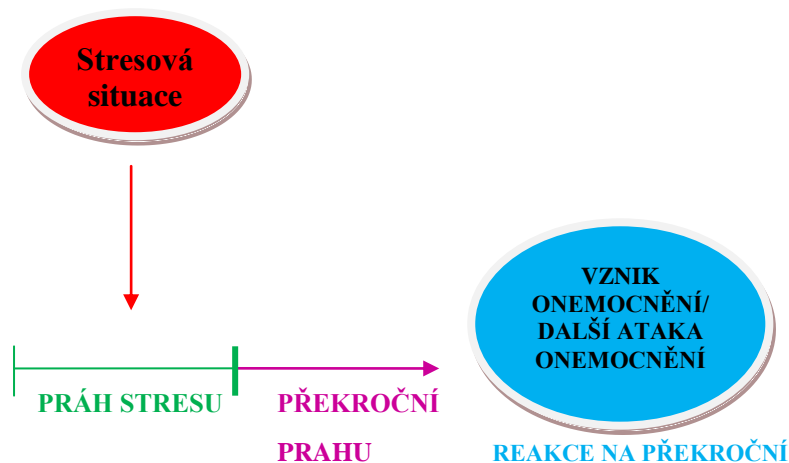 Stresová
situace
VZNIK
ONEMOCNĚNÍ/
DALŠÍ ATAKA
ONEMOCNĚNÍ
PRÁH STRESU
PŘEKROČNÍ
PRAHU
REAKCE NA PŘEKROČNÍ